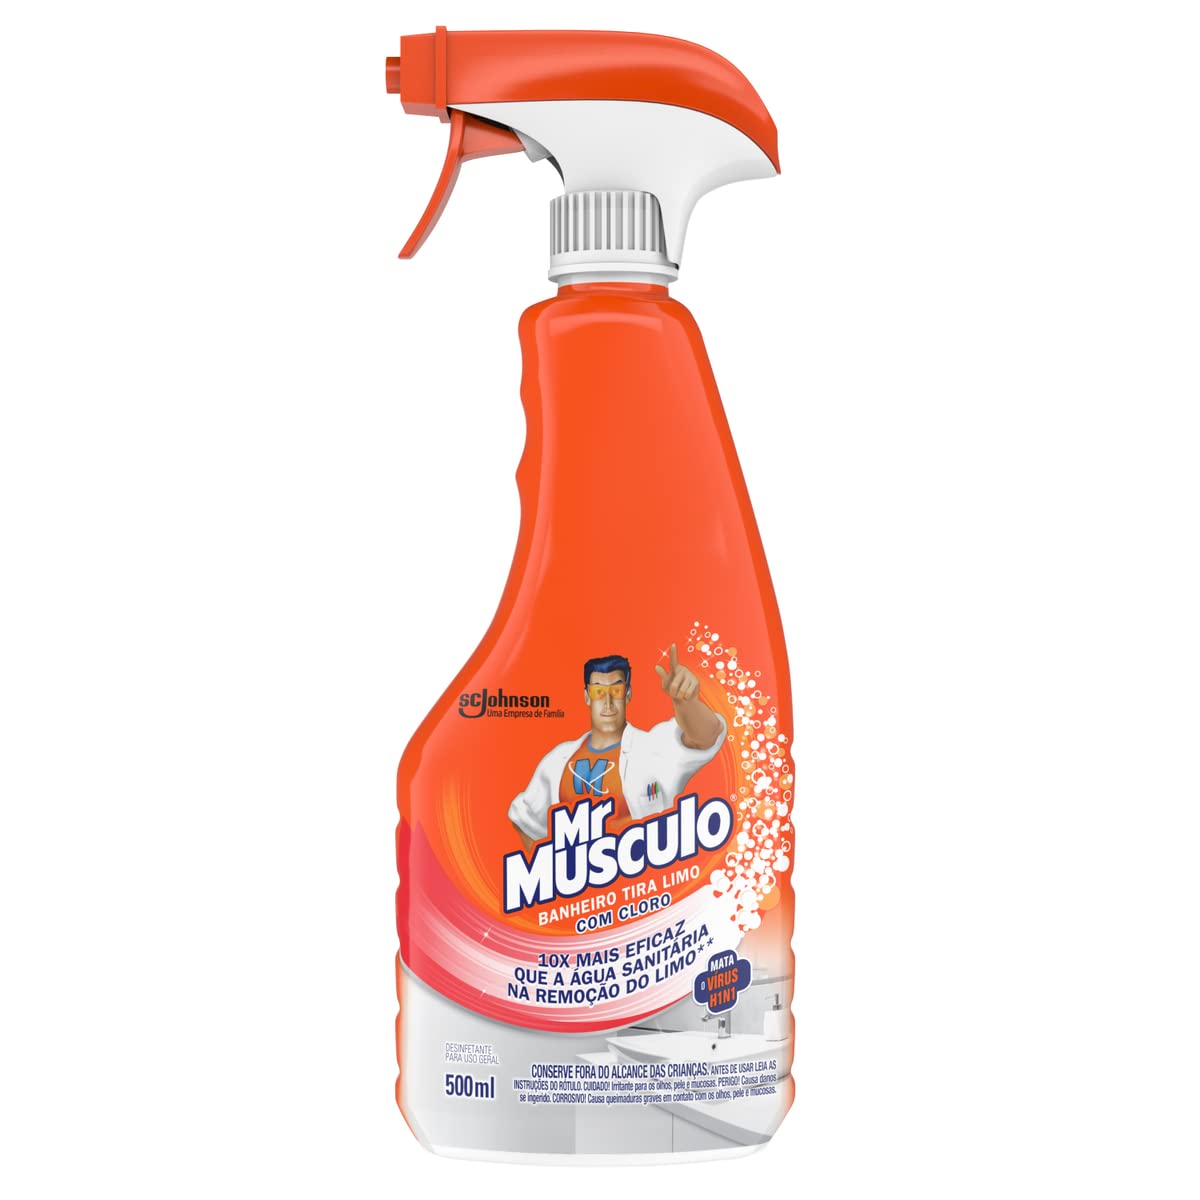 scJohnson
Uma Empresa de Família
M
Mr
Musculo®
BANHEIRO TIRA LIMO
COM CLORO
10X MAIS EFICAZ
QUE A ÁGUA SANITÁRIA
NA REMOÇÃO DO LIMO**
MATA
O VÍRUS
H1N1
DESINFETANTE
PARA USO GERAL
500ml
CONSERVE FORA DO ALCANCE DAS CRIANÇAS. ANTES DE USAR LEIA AS
INSTRUÇÕES DO RÓTULO. CUIDADO! Irritante para os olhos, pele e mucosas. PERIGO! Causa danos
se ingerido. CORROSIVO! Causa queimaduras graves em contato com os olhos, pele e mucosas.